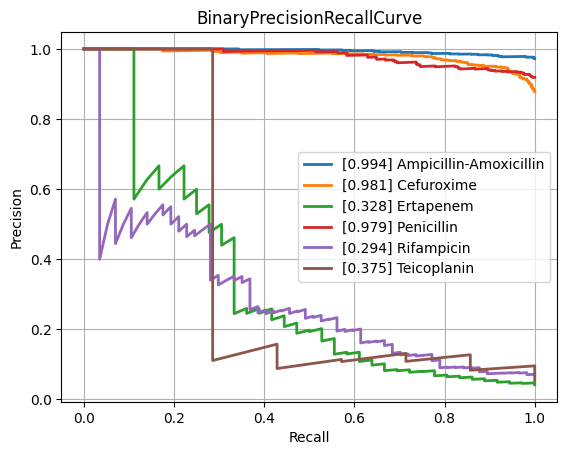 BinaryPrecisionRecallCurve
1.0
0.8
0.6
0.4
0.2
0.0
Precision
[0.994] Ampicillin-Amoxicillin
[0.981] Cefuroxime
[0.328] Ertapenem
[0.979] Penicillin
[0.294] Rifampicin
[0.375] Teicoplanin
0.0 0.2 0.4 0.6 0.8 1.0
Recall